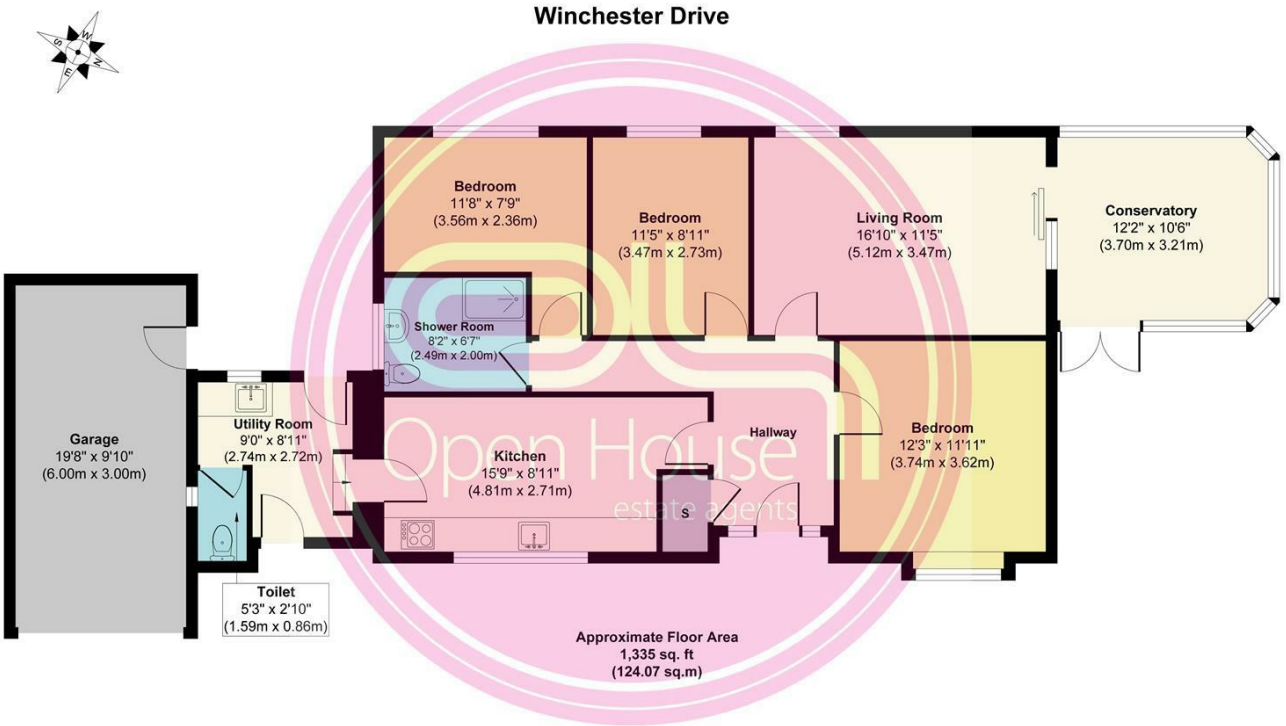 Winchester Drive
W
N
S
E
Bedroom
11'8" x 7'9"
(3.56m x 2.36m)
Bedroom
11'5" x 8'11"
(3.47m x 2.73m)
Living Room
16'10" x 11'5"
(5.12m x 3.47m)
Conservatory
12'2" x 10'6"
(3.70m x 3.21m)
Shower Room
8'2" x 6'7"
(2.49m x 2.00m)
Garage
19'8" x 9'10"
(6.00m x 3.00m)
Utility Room
9'0" x 8'11"
(2.74m x 2.72m)
Kitchen
15'9" x 8'11"
(4.81m x 2.71m)
Hallway
S
Bedroom
12'3" x 11'11"
(3.74m x 3.62m)
Open House
estate agents
Toilet
5'3" x 2'10"
(1.59m x 0.86m)
Approximate Floor Area
1,335 sq. ft
(124.07 sq.m)